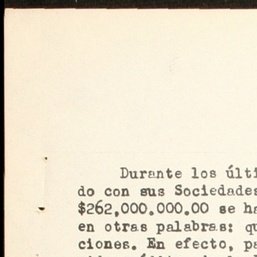 Durante los últi
do con sus Sociedades
$262,000.000.00 se ha
en otras palabras: qu
ciones. En efecto, pa